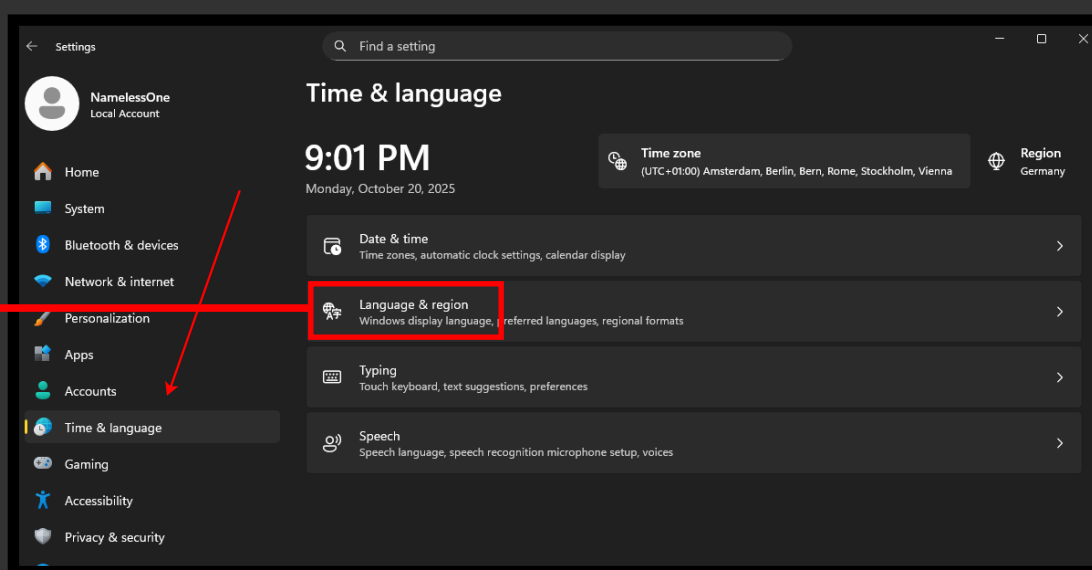 Settings
Find a setting
NamelessOne
Local Account
Home
System
Bluetooth & devices
Network & internet
Personalization
Apps
Accounts
Time & language
Gaming
Accessibility
Privacy & security
Time & language
9:01 PM
Monday, October 20, 2025
Time zone
(UTC+01:00) Amsterdam, Berlin, Bern, Rome, Stockholm, Vienna
Region
Germany
Date & time
Time zones, automatic clock settings, calendar display
Language & region
Windows display language, preferred languages, regional formats
Typing
Touch keyboard, text suggestions, preferences
Speech
Speech language, speech recognition microphone setup, voices